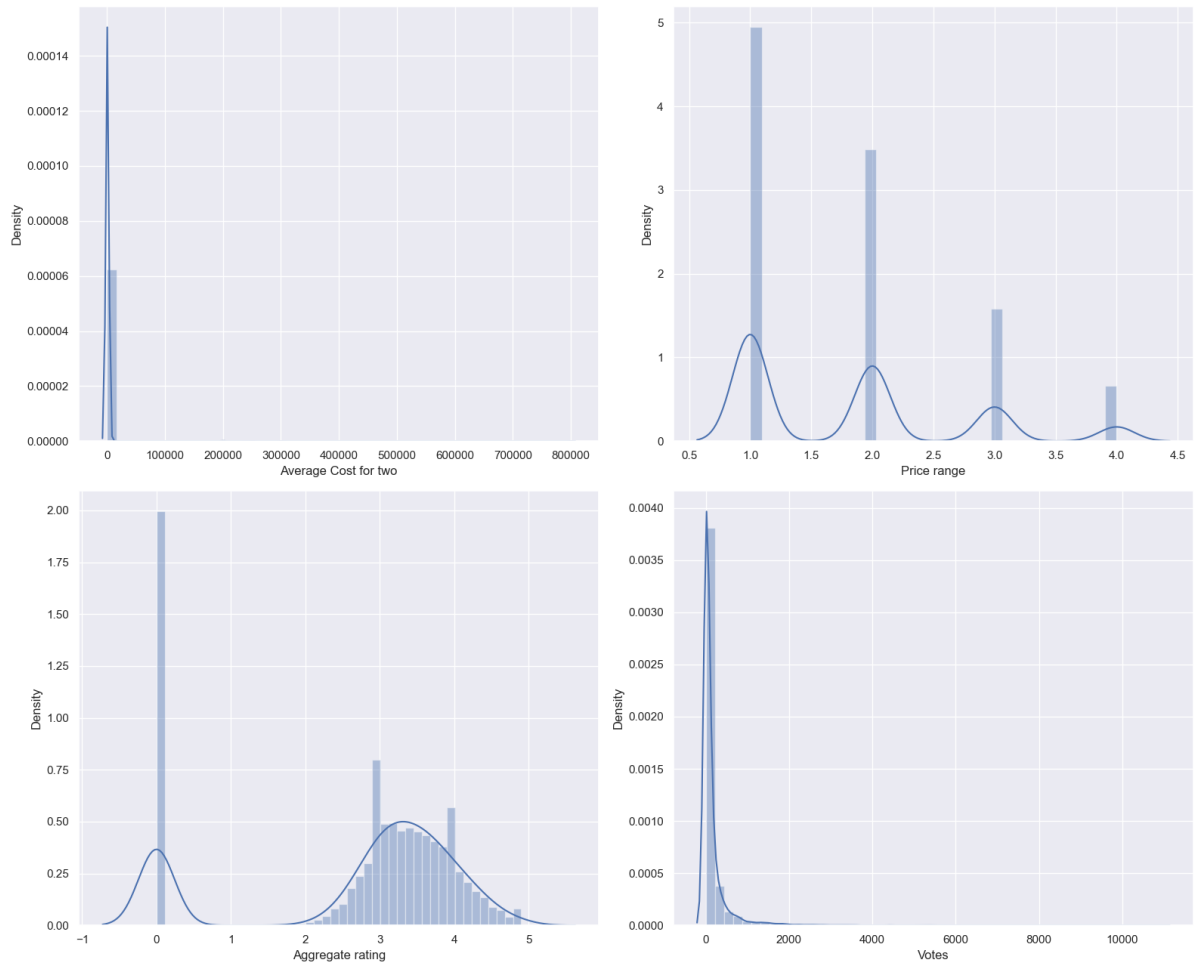 0.00014
0.00012
0.00010
0.00008
0.00006
0.00004
0.00002
0.00000
Density
0 100000 200000 300000 400000 500000 600000 700000 800000
Average Cost for two
5
4
3
2
1
0
Density
0.5 1.0 1.5 2.0 2.5 3.0 3.5 4.0 4.5
Price range
2.00
1.75
1.50
1.25
1.00
0.75
0.50
0.25
0.00
Density
−1 0 1 2 3 4 5
Aggregate rating
0.0040
0.0035
0.0030
0.0025
0.0020
0.0015
0.0010
0.0005
0.0000
Density
0 2000 4000 6000 8000 10000
Votes